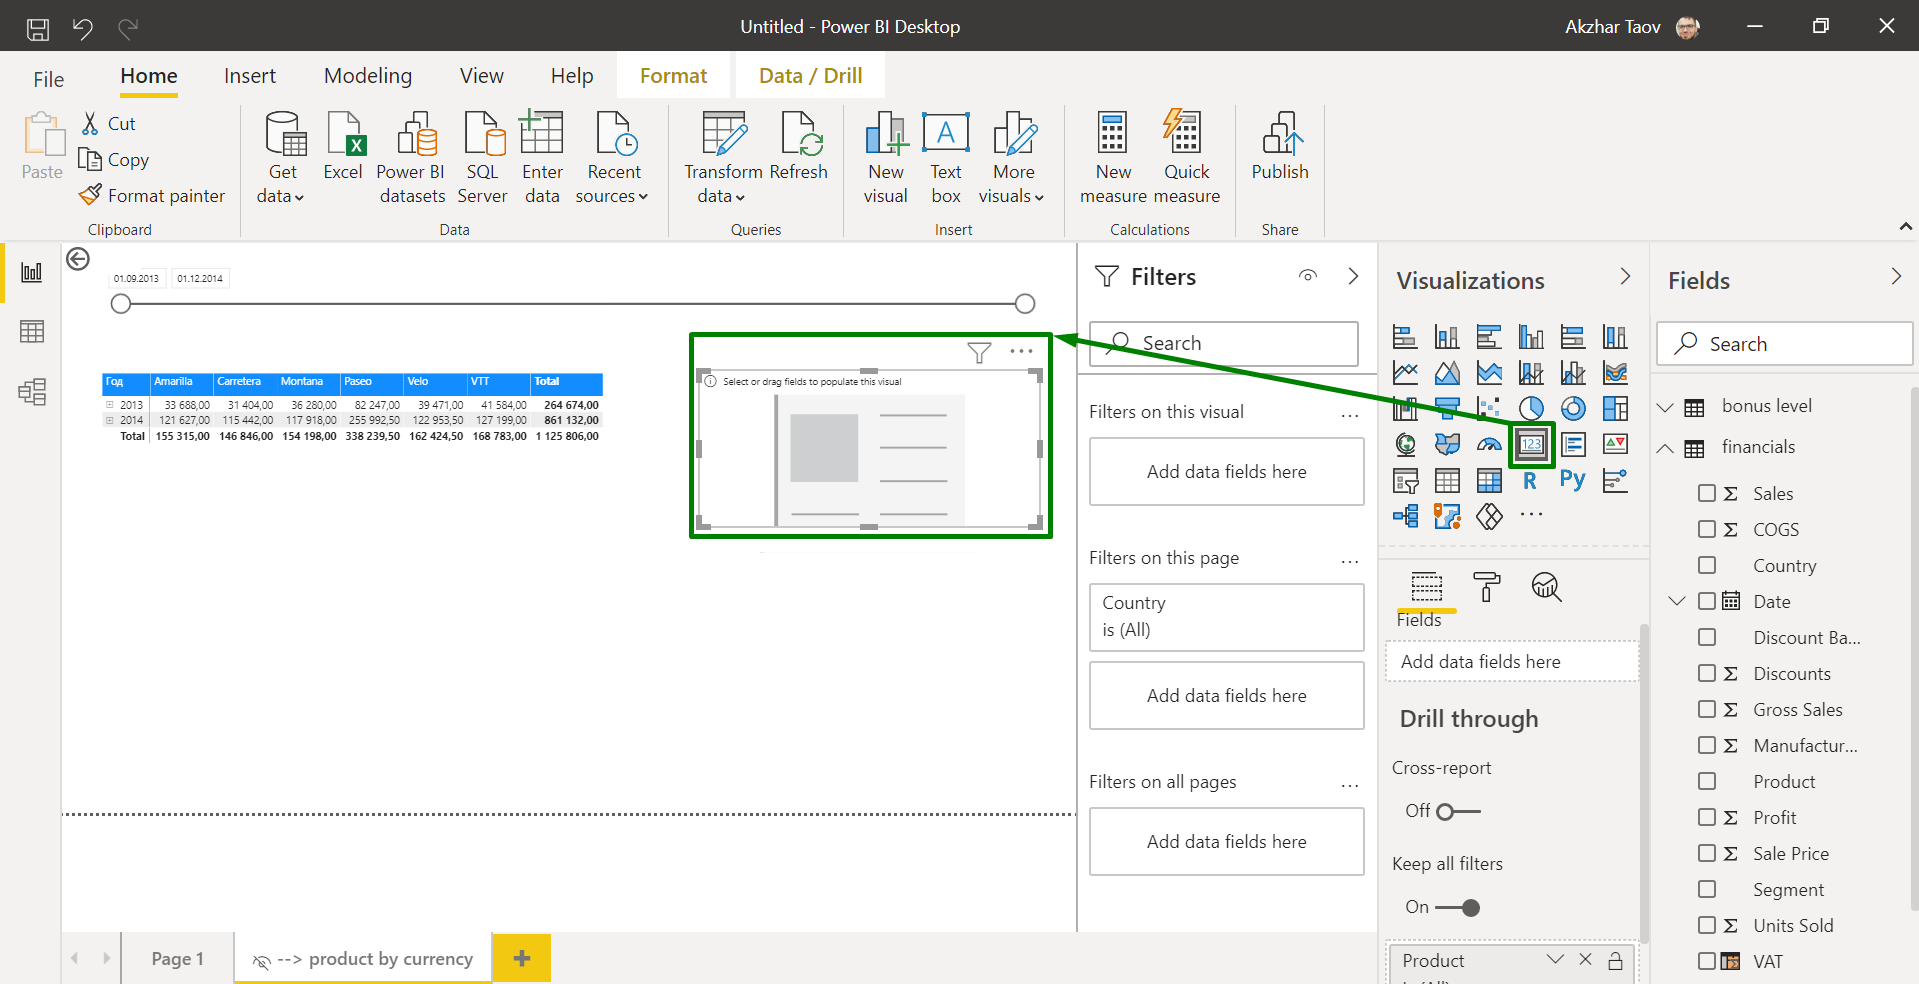 Untitled - Power BI Desktop
Akzhar Taov
File
Home
Insert
Modeling
View
Help
Format
Data / Drill
Paste
Cut
Copy
Format painter
Clipboard
Get data
Excel
Power BI datasets
SQL Server
Enter data
Recent sources
Data
Transform data
Refresh
Queries
New visual
Text box
More visuals
Insert
New measure
Quick measure
Calculations
Publish
Share
01.09.2013
01.12.2014
Год Amarilla Carretera Montana Paseo Velo VTT Total
2013 33 688,00 31 404,00 36 280,00 82 247,00 39 471,00 41 584,00 264 674,00
2014 121 627,00 115 442,00 117 918,00 255 992,50 122 953,50 127 199,00 861 132,00
Total 155 315,00 146 846,00 154 198,00 338 239,50 162 424,50 168 783,00 1 125 806,00
Select or drag fields to populate this visual
Filters
Search
Filters on this visual ...
Add data fields here
Filters on this page ...
Country
is (All)
Add data fields here
Filters on all pages ...
Add data fields here
Visualizations
123
R
Py
...
Fields
Add data fields here
Drill through
Cross-report
Off
Keep all filters
On
Product
is (All)
Fields
Search
bonus level
financials
Σ Sales
Σ COGS
Country
Date
Discount Ba...
Σ Discounts
Σ Gross Sales
Σ Manufactur...
Product
Σ Profit
Σ Sale Price
Segment
Σ Units Sold
VAT
Page 1
--> product by currency
+